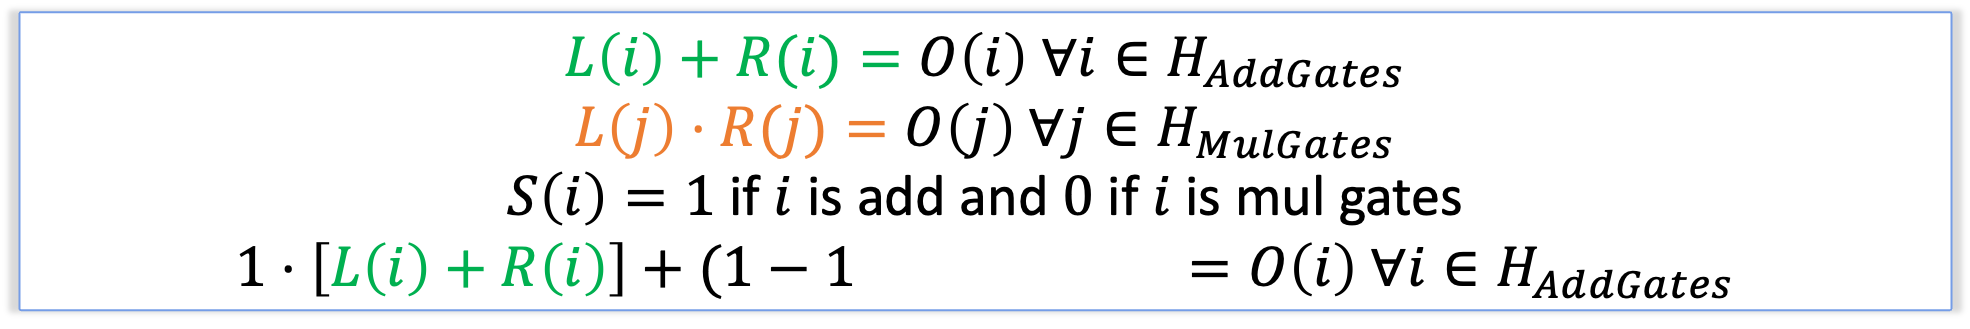 L(i) + R(i) = O(i) ∀i ∈ H_AddGates
L(j) · R(j) = O(j) ∀j ∈ H_MulGates
S(i) = 1 if i is add and 0 if i is mul gates
1 · [L(i) + R(i)] + (1 − 1 = O(i) ∀i ∈ H_AddGates